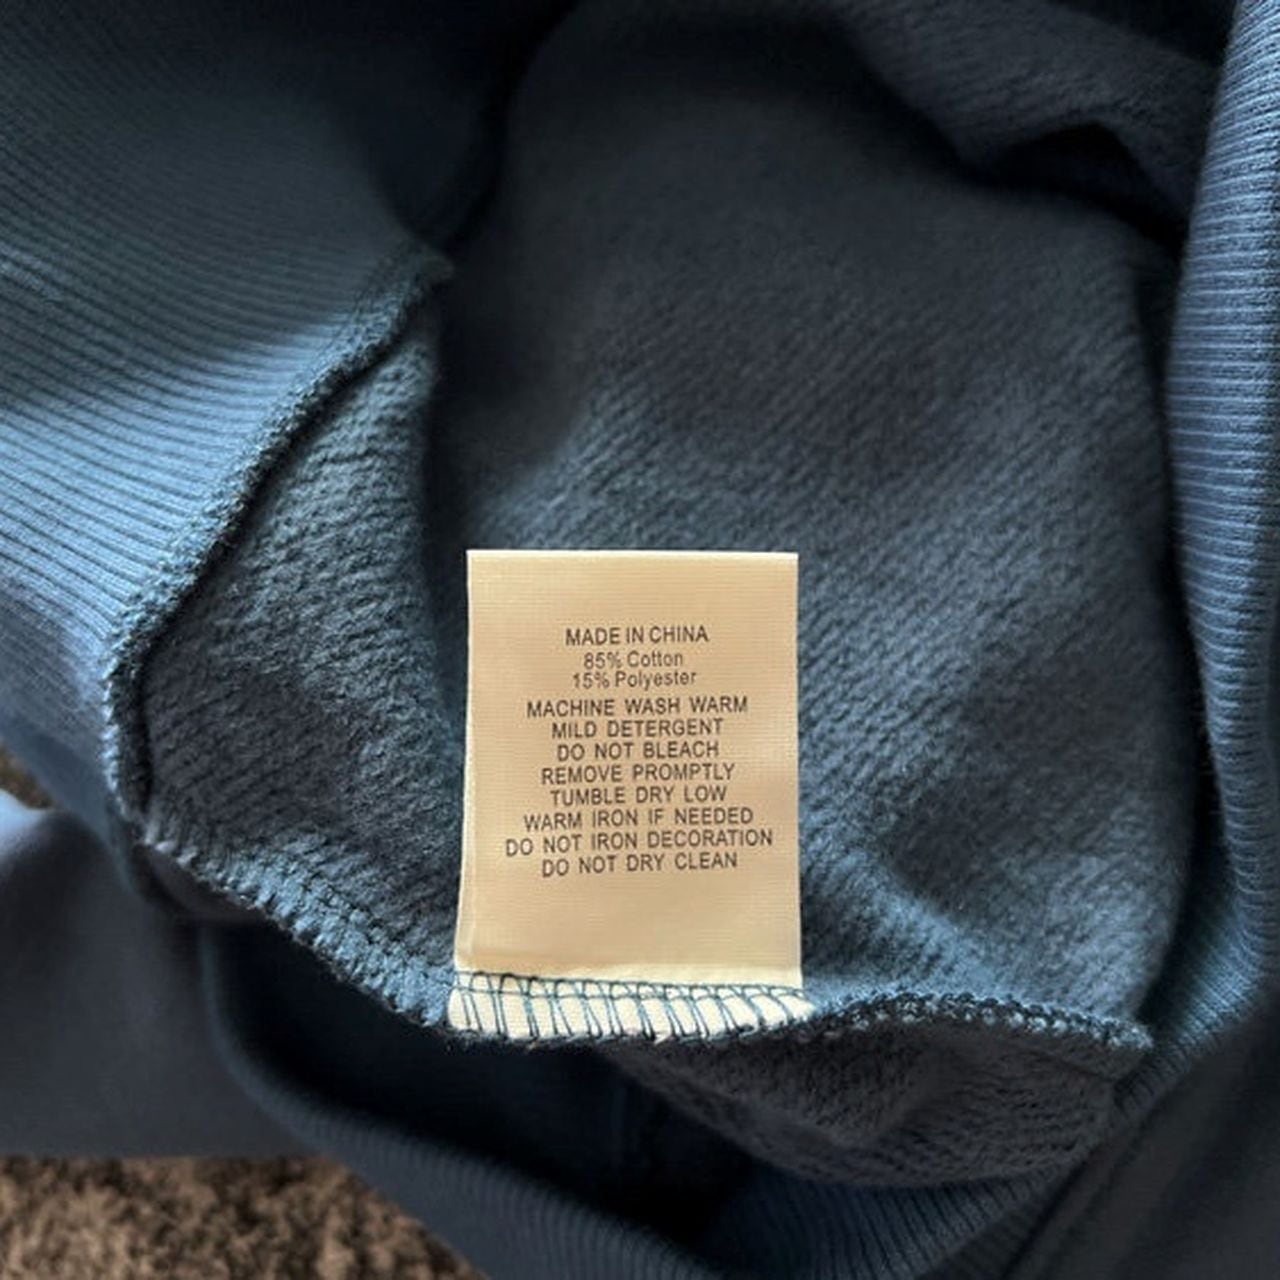 MADE IN CHINA
85% Cotton
15% Polyester
MACHINE WASH WARM
MILD DETERGENT
DO NOT BLEACH
REMOVE PROMPTLY
TUMBLE DRY LOW
WARM IRON IF NEEDED
DO NOT IRON DECORATION
DO NOT DRY CLEAN